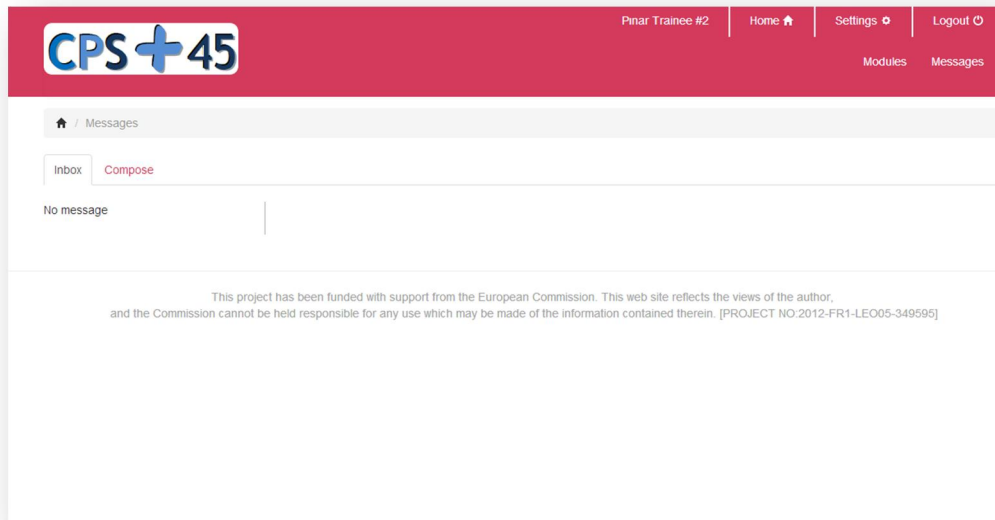 CPS+45
Pınar Trainee #2 Home Settings Logout
Modules Messages
/ Messages
Inbox Compose
No message
This project has been funded with support from the European Commission. This web site reflects the views of the author,
and the Commission cannot be held responsible for any use which may be made of the information contained therein. [PROJECT NO:2012-FR1-LEO05-349595]